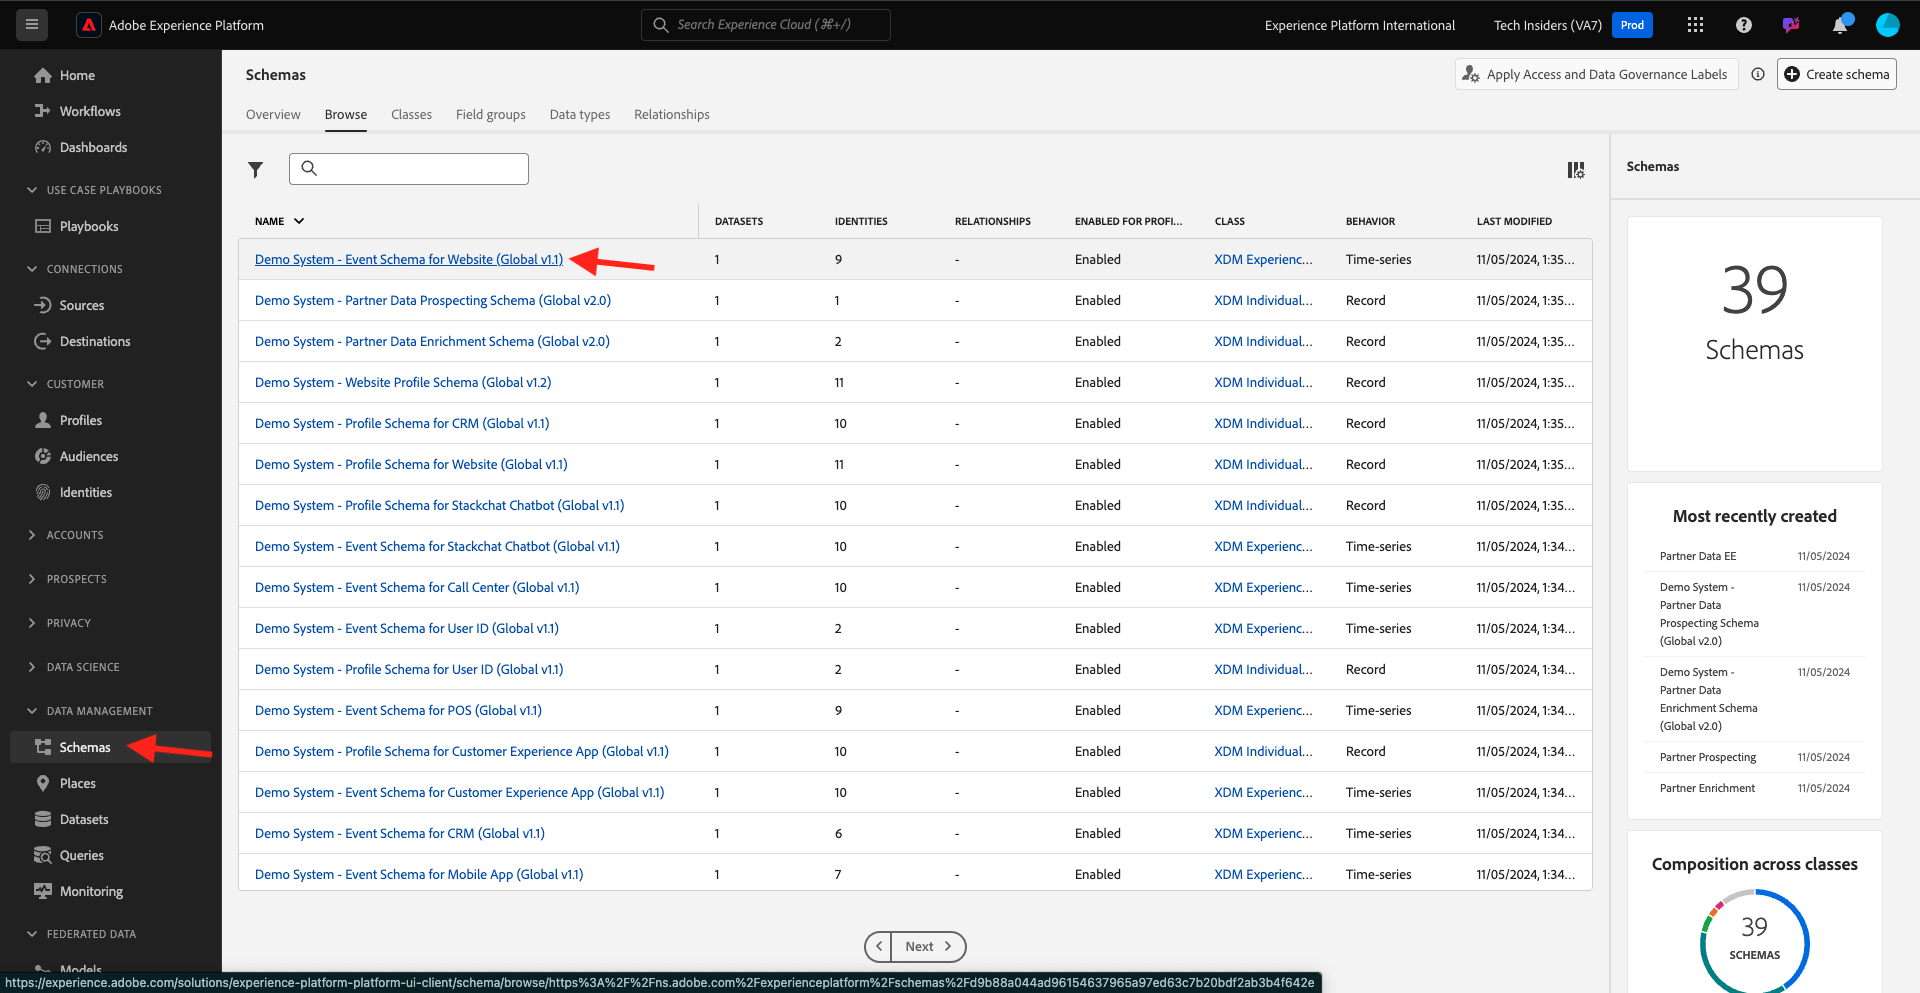 Adobe Experience Platform
Search Experience Cloud (⌘+/)
Experience Platform International
Tech Insiders (VA7)
Prod
Home
Workflows
Dashboards
USE CASE PLAYBOOKS
Playbooks
CONNECTIONS
Sources
Destinations
CUSTOMER
Profiles
Audiences
Identities
ACCOUNTS
PROSPECTS
PRIVACY
DATA SCIENCE
DATA MANAGEMENT
Schemas
Places
Datasets
Queries
Monitoring
FEDERATED DATA
Models
Schemas
Apply Access and Data Governance Labels
Create schema
Overview Browse Classes Field groups Data types Relationships
NAME DATASETS IDENTITIES RELATIONSHIPS ENABLED FOR PROFI... CLASS BEHAVIOR LAST MODIFIED
Demo System - Event Schema for Website (Global v1.1) 1 9 - Enabled XDM Experienc... Time-series 11/05/2024, 1:35...
Demo System - Partner Data Prospecting Schema (Global v2.0) 1 1 - Enabled XDM Individual... Record 11/05/2024, 1:35...
Demo System - Partner Data Enrichment Schema (Global v2.0) 1 2 - Enabled XDM Individual... Record 11/05/2024, 1:35...
Demo System - Website Profile Schema (Global v1.2) 1 11 - Enabled XDM Individual... Record 11/05/2024, 1:35...
Demo System - Profile Schema for CRM (Global v1.1) 1 10 - Enabled XDM Individual... Record 11/05/2024, 1:35...
Demo System - Profile Schema for Website (Global v1.1) 1 11 - Enabled XDM Individual... Record 11/05/2024, 1:35...
Demo System - Profile Schema for Stackchat Chatbot (Global v1.1) 1 10 - Enabled XDM Individual... Record 11/05/2024, 1:35...
Demo System - Event Schema for Stackchat Chatbot (Global v1.1) 1 10 - Enabled XDM Experienc... Time-series 11/05/2024, 1:34...
Demo System - Event Schema for Call Center (Global v1.1) 1 10 - Enabled XDM Experienc... Time-series 11/05/2024, 1:34...
Demo System - Event Schema for User ID (Global v1.1) 1 2 - Enabled XDM Experienc... Time-series 11/05/2024, 1:34...
Demo System - Profile Schema for User ID (Global v1.1) 1 2 - Enabled XDM Individual... Record 11/05/2024, 1:34...
Demo System - Event Schema for POS (Global v1.1) 1 9 - Enabled XDM Experienc... Time-series 11/05/2024, 1:34...
Demo System - Profile Schema for Customer Experience App (Global v1.1) 1 10 - Enabled XDM Individual... Record 11/05/2024, 1:34...
Demo System - Event Schema for Customer Experience App (Global v1.1) 1 10 - Enabled XDM Experienc... Time-series 11/05/2024, 1:34...
Demo System - Event Schema for CRM (Global v1.1) 1 6 - Enabled XDM Experienc... Time-series 11/05/2024, 1:34...
Demo System - Event Schema for Mobile App (Global v1.1) 1 7 - Enabled XDM Experienc... Time-series 11/05/2024, 1:34...
Next
Schemas
39
Schemas
Most recently created
Partner Data EE 11/05/2024
Demo System - 11/05/2024
Partner Data
Prospecting Schema
(Global v2.0)
Demo System - 11/05/2024
Partner Data
Enrichment Schema
(Global v2.0)
Partner Prospecting 11/05/2024
Partner Enrichment 11/05/2024
Composition across classes
39
SCHEMAS
https://experience.adobe.com/solutions/experience-platform-platform-ui-client/schema/browse/https%3A%2F%2Fns.adobe.com%2Fexperienceplatform%2Fschemas%2Fd9b88a044ad96154637965a97ed63c7b20bdf2ab3b4f642e